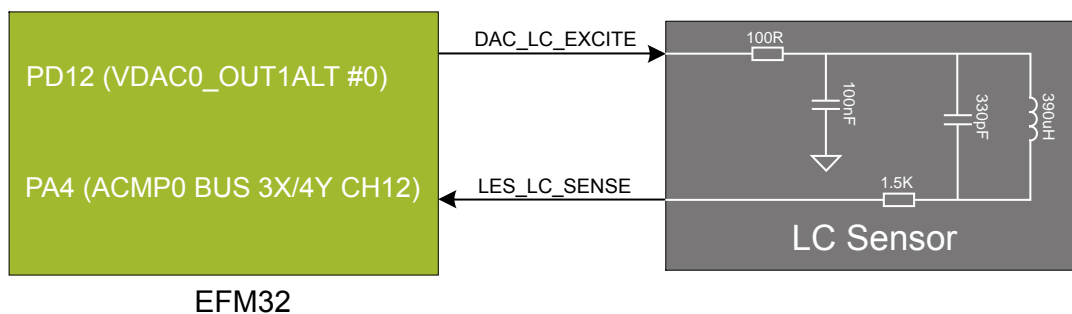 DAC_LC_EXCITE
100R
PD12 (VDAC0_OUT1ALT #0)
100nF
330pF
390uH
PA4 (ACMP0 BUS 3X/4Y CH12)
LES_LC_SENSE
1.5K
LC Sensor
EFM32